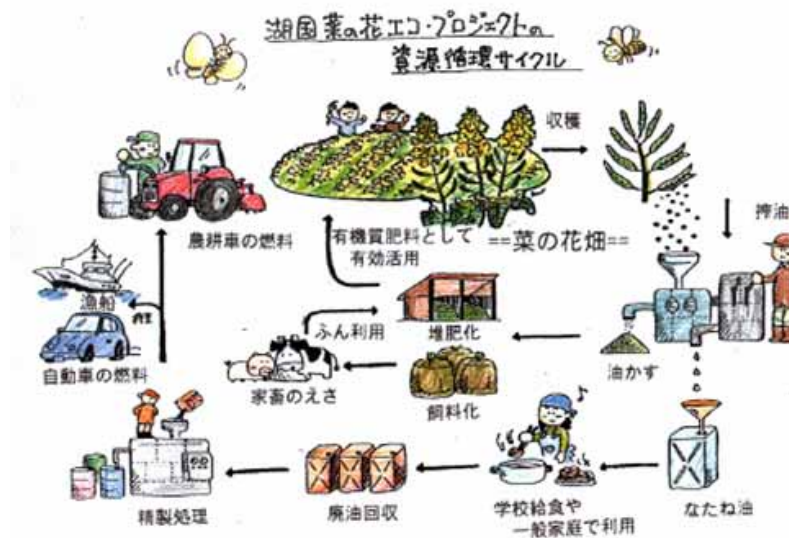 湖国菜の花エコ・プロジェクトの
資源循環サイクル
収穫
搾油
農耕車の燃料
有機質肥料として
有効活用
==菜の花畑==
漁船
自動車の燃料
ふん利用
堆肥化
油かす
家畜のえさ
飼料化
精製処理
廃油回収
学校給食や
一般家庭で利用
なたね油